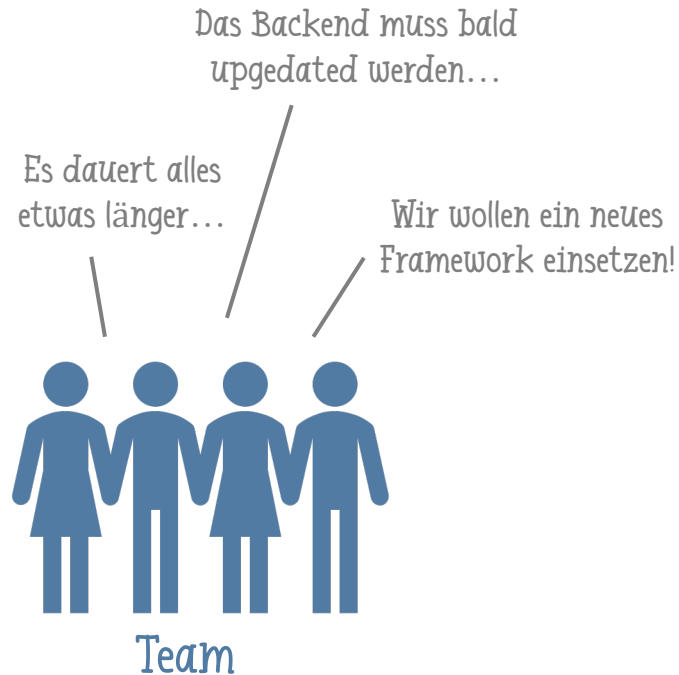 Das Backend muss bald
upgedated werden...
Es dauert alles
etwas länger...
Wir wollen ein neues
Framework einsetzen!
Team